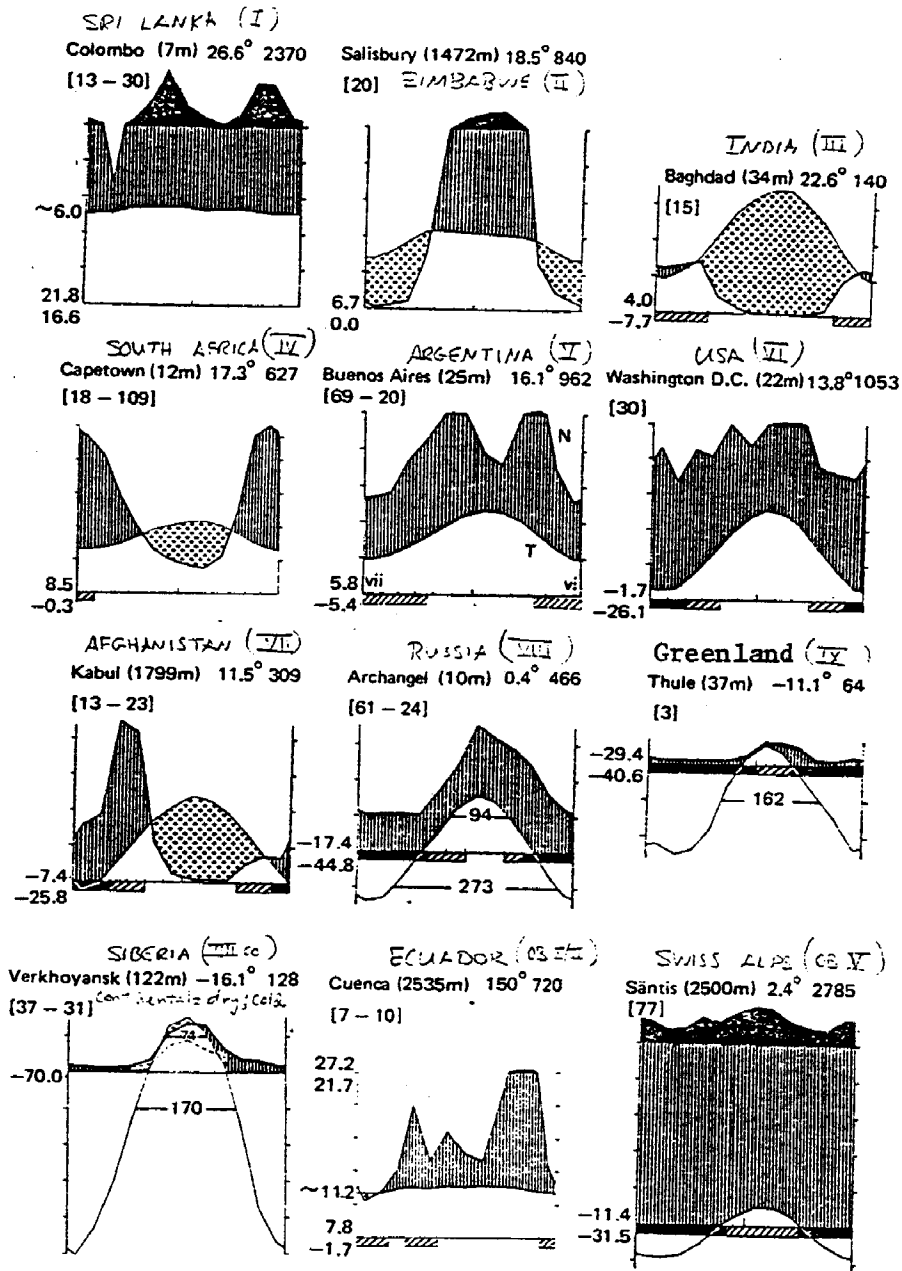 SRI LANKA (I)
Colombo (7m) 26.6° 2370
[13 – 30]
~6.0
21.8
16.6
Salisbury (1472m) 18.5° 840
[20] ZIMBABWE (II)
6.7
0.0
INDIA (III)
Baghdad (34m) 22.6° 140
[15]
4.0
–7.7
SOUTH AFRICA (IV)
Capetown (12m) 17.3° 627
[18 – 109]
8.5
–0.3
ARGENTINA (V)
Buenos Aires (25m) 16.1° 962
[69 – 20]
N
T
5.8 vii vi
–5.4
USA (VI)
Washington D.C. (22m) 13.8° 1053
[30]
–1.7
–26.1
AFGHANISTAN (VII)
Kabul (1799m) 11.5° 309
[13 – 23]
–7.4
–25.8
RUSSIA (VIII)
Archangel (10m) 0.4° 466
[61 – 24]
94
–17.4
–44.8
273
Greenland (IX)
Thule (37m) –11.1° 64
[3]
–29.4
–40.6
162
SIBERIA (VIII cc)
Verkhoyansk (122m) –16.1° 128
[37 – 31] dry, cold
74
–70.0
170
ECUADOR
Cuenca (2535m) 150° 720
[7 – 10]
27.2
21.7
~11.2
7.8
–1.7
SWISS ALPS (OB V)
Säntis (2500m) 2.4° 2785
[77]
–11.4
–31.5